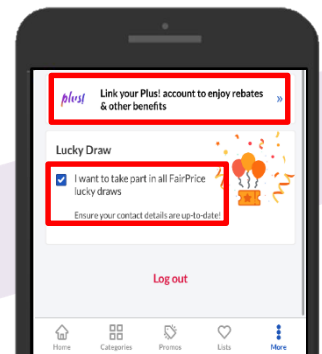 plus! Link your Plus! account to enjoy rebates »
& other benefits
Lucky Draw
I want to take part in all FairPrice
lucky draws
Ensure your contact details are up-to-date!
Log out
Home Categories Promos Lists More